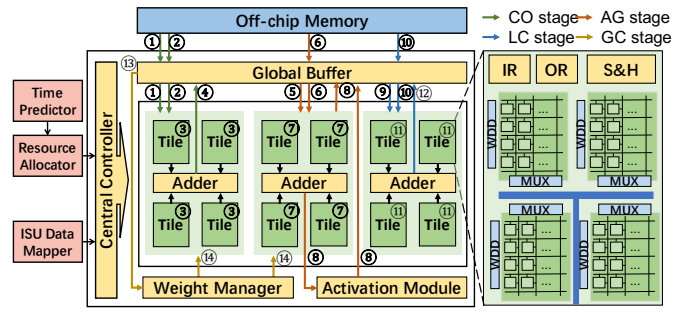 Off-chip Memory
CO stage
AG stage
LC stage
GC stage
① ② ⑥ ⑩
⑬
Global Buffer
① ② ④ ⑤ ⑥ ⑧ ⑨ ⑩ ⑫
Time Predictor
Resource Allocator
ISU Data Mapper
Central Controller
Tile ③ Tile ③ Tile ⑦ Tile ⑦ Tile ⑪ Tile ⑪
Adder Adder Adder
Tile ③ Tile ③ Tile ⑦ Tile ⑦ Tile ⑪ Tile ⑪
⑭ ⑭ ⑧ ⑧
Weight Manager
Activation Module
IR OR S&H
WDD ... ... ... ... WDD ... ... ... ...
MUX MUX
MUX MUX
WDD ... ... ... ... WDD ... ... ... ...